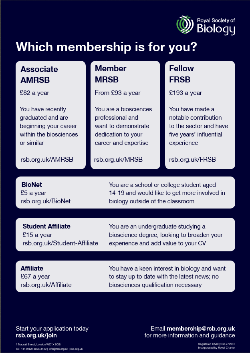 Royal Society of
Biology
Which membership is for you?
Associate
AMRSB
£82 a year
You have recently
graduated and are
beginning your career
within the biosciences
or similar
rsb.org.uk/AMRSB
Member
MRSB
From £93 a year
You are a biosciences
professional and
want to demonstrate
dedication to your
career and expertise
rsb.org.uk/MRSB
Fellow
FRSB
£193 a year
You have made a
notable contribution
to the sector and have
five years' influential
experience
rsb.org.uk/FRSB
BioNet
£5 a year
rsb.org.uk/BioNet
You are a school or college student aged
14-19 and would like to get more involved in
biology outside of the classroom
Student Affiliate
£15 a year
rsb.org.uk/Student-Affiliate
You are an undergraduate studying a
bioscience degree, looking to broaden your
experience and add value to your CV
Affiliate
£67 a year
rsb.org.uk/Affiliate
You have a keen interest in biology and want
to stay up to date with the latest news; no
biosciences qualification necessary
Start your application today
rsb.org.uk/join
Email membership@rsb.org.uk
for more information and guidance